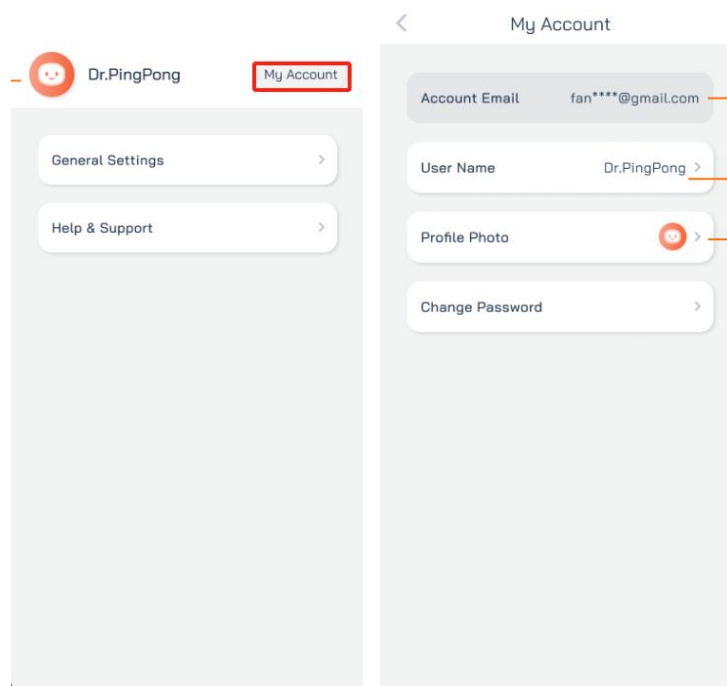 Dr.PingPong
My Account
General Settings
Help & Support
My Account
Account Email fan****@gmail.com
User Name Dr.PingPong
Profile Photo
Change Password